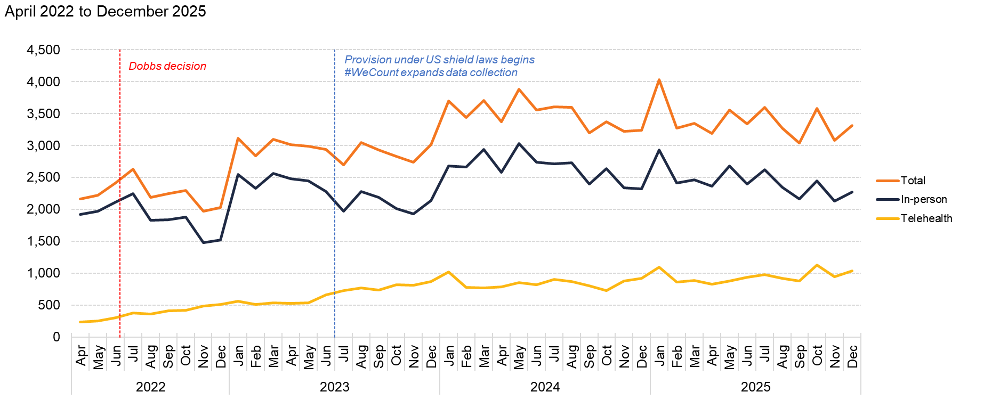 April 2022 to December 2025
4,500
4,000
3,500
3,000
2,500
2,000
1,500
1,000
500
0
Dobbs decision
Provision under US shield laws begins
#WeCount expands data collection
Total
In-person
Telehealth
Apr May Jun Jul Aug Sep Oct Nov Dec Jan Feb Mar Apr May Jun Jul Aug Sep Oct Nov Dec Jan Feb Mar Apr May Jun Jul Aug Sep Oct Nov Dec Jan Feb Mar Apr May Jun Jul Aug Sep Oct Nov Dec
2022 2023 2024 2025